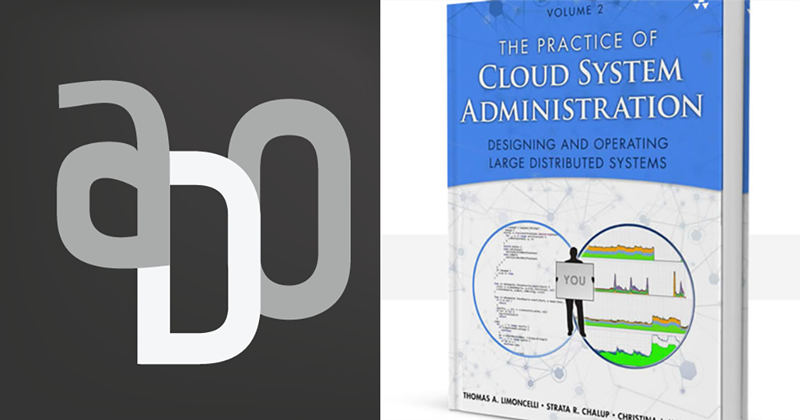 aDO
VOLUME 2
THE PRACTICE OF
CLOUD SYSTEM
ADMINISTRATION
DESIGNING AND OPERATING
LARGE DISTRIBUTED SYSTEMS
YOU
THOMAS A. LIMONCELLI • STRATA R. CHALUP • CHRISTINA